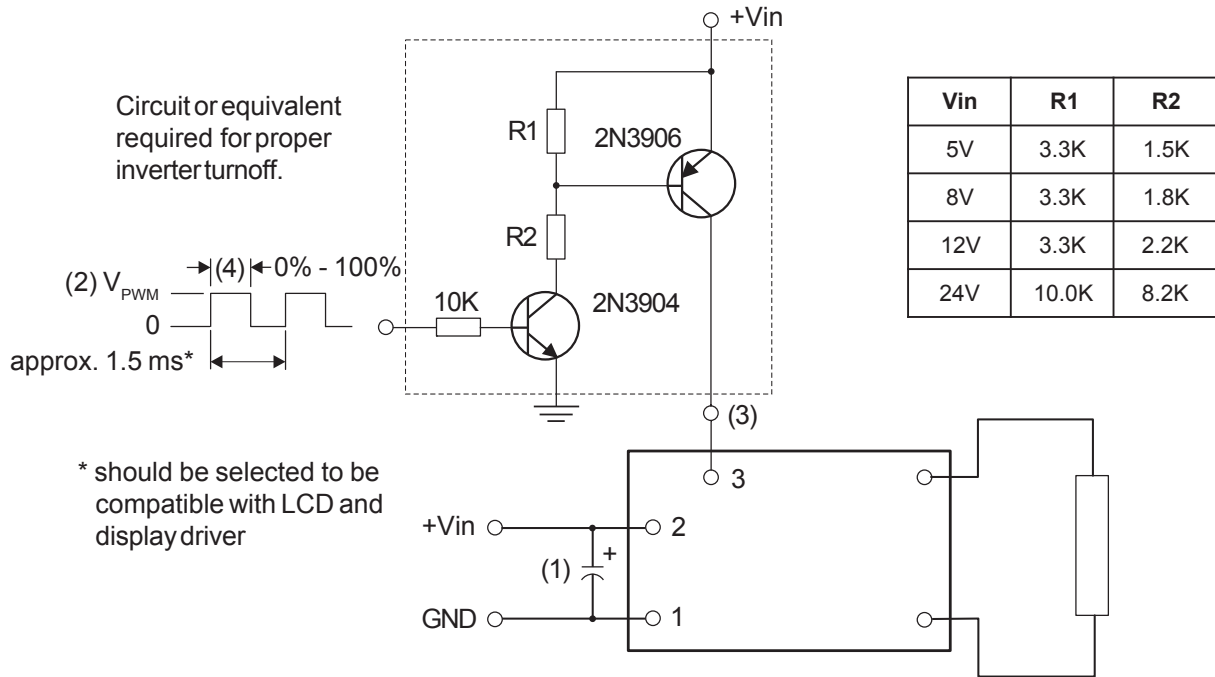 +Vin
Circuit or equivalent
required for proper
inverter turnoff.
R1
2N3906
R2
(4) 0% - 100%
(2) VPWM
0
10K
2N3904
approx. 1.5 ms*
(3)
Vin R1 R2
5V 3.3K 1.5K
8V 3.3K 1.8K
12V 3.3K 2.2K
24V 10.0K 8.2K
* should be selected to be
compatible with LCD and
display driver
3
+Vin
2
(1)
+
GND
1